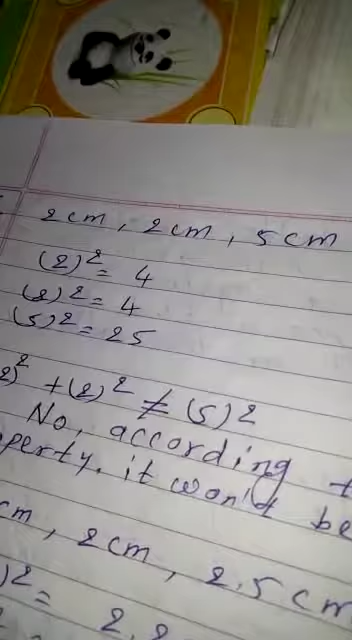 2cm, 2cm, 5cm
(2)² = 4
(2)² = 4
(5)² = 25
2)² + (2)² ≠ (5)²
No, according
it won't be
cm, 2cm, 2.5cm
)² =